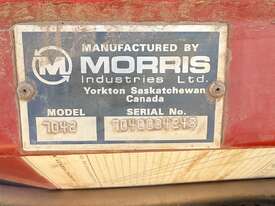 MANUFACTURED BY
M MORRIS
Industries Ltd.
Yorkton Saskatchewan
Canada
MODEL SERIAL No.
7042